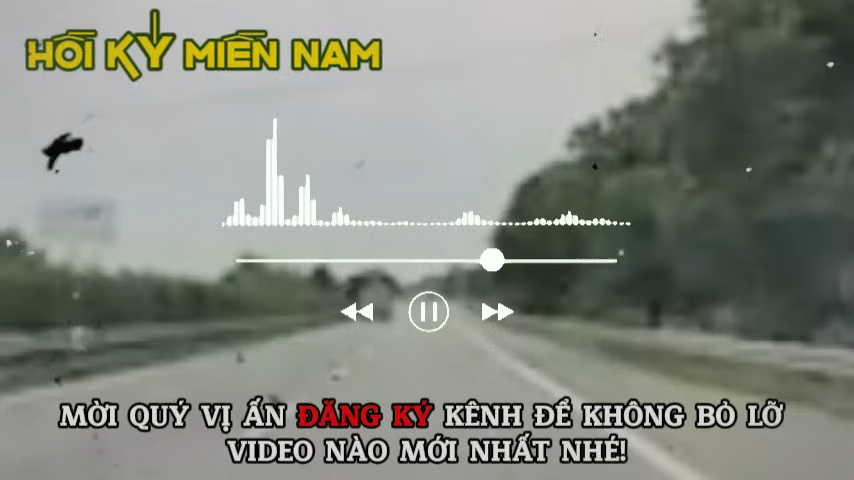 HỒI KÝ MIỀN NAM
MỜI QUÝ VỊ ẤN ĐĂNG KÝ KÊNH ĐỂ KHÔNG BỎ LỠ
VIDEO NÀO MỚI NHẤT NHÉ!